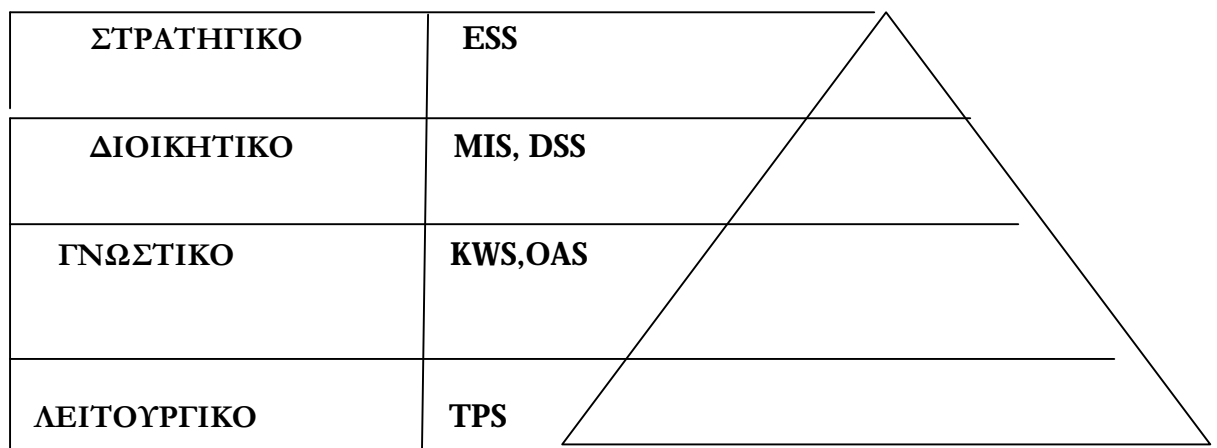 ΣΤΡΑΤΗΓΙΚΟ ESS
ΔΙΟΙΚΗΤΙΚΟ MIS, DSS
ΓΝΩΣΤΙΚΟ KWS,OAS
ΛΕΙΤΟΥΡΓΙΚΟ TPS